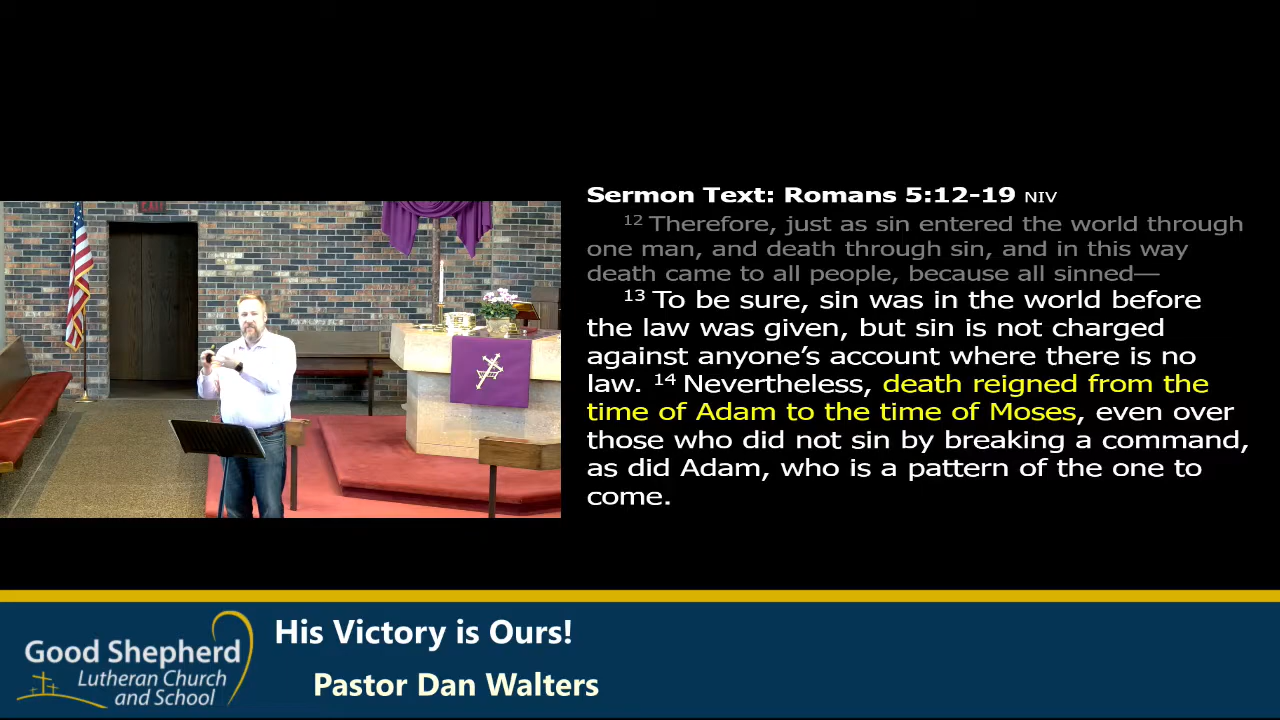 EXIT
Sermon Text: Romans 5:12-19 NIV
12 Therefore, just as sin entered the world through
one man, and death through sin, and in this way
death came to all people, because all sinned—
13 To be sure, sin was in the world before
the law was given, but sin is not charged
against anyone’s account where there is no
law. 14 Nevertheless, death reigned from the
time of Adam to the time of Moses, even over
those who did not sin by breaking a command,
as did Adam, who is a pattern of the one to
come.
Good Shepherd
Lutheran Church
and School
His Victory is Ours!
Pastor Dan Walters